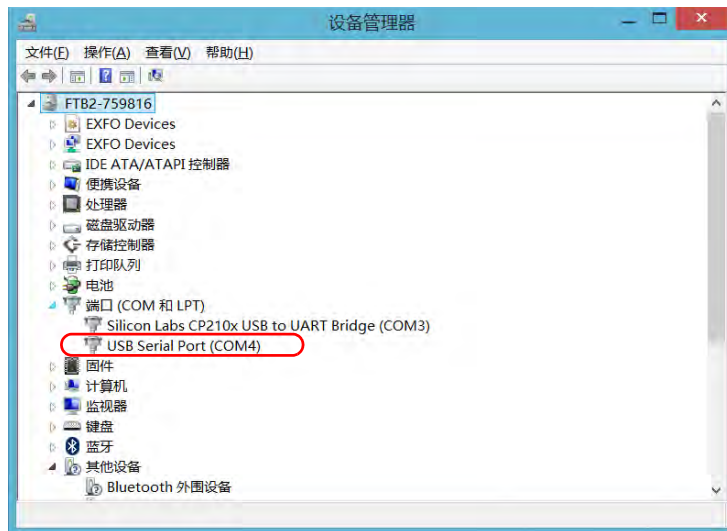 设备管理器
文件(F) 操作(A) 查看(V) 帮助(H)
FTB2-759816
EXFO Devices
EXFO Devices
IDE ATA/ATAPI 控制器
便携设备
处理器
磁盘驱动器
存储控制器
打印队列
电池
端口 (COM 和 LPT)
Silicon Labs CP210x USB to UART Bridge (COM3)
USB Serial Port (COM4)
固件
计算机
监视器
键盘
蓝牙
其他设备
Bluetooth 外围设备